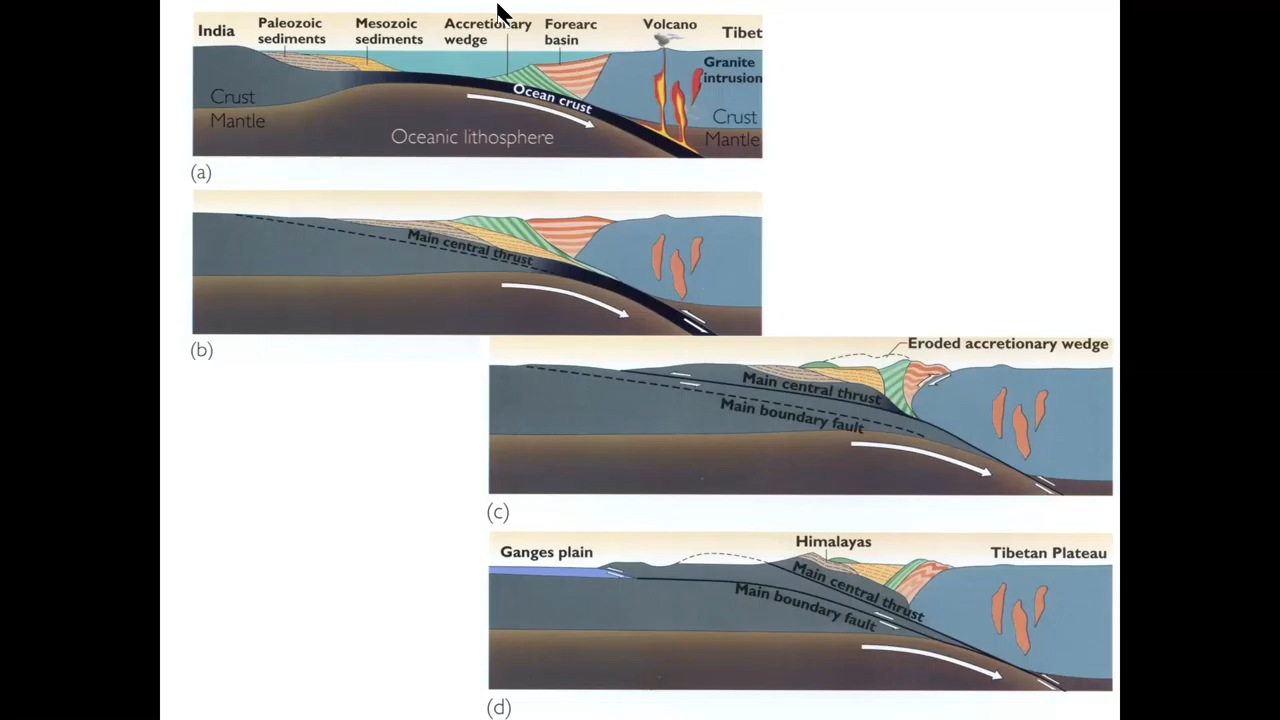 India
Paleozoic
sediments
Mesozoic
sediments
Accretionary
wedge
Forearc
basin
Volcano
Tibet
Granite
intrusion
Crust
Mantle
Ocean crust
Oceanic lithosphere
Crust
Mantle
(a)
Main central thrust
(b)
Eroded accretionary wedge
Main central thrust
Main boundary fault
(c)
Ganges plain
Himalayas
Tibetan Plateau
Main central thrust
Main boundary fault
(d)